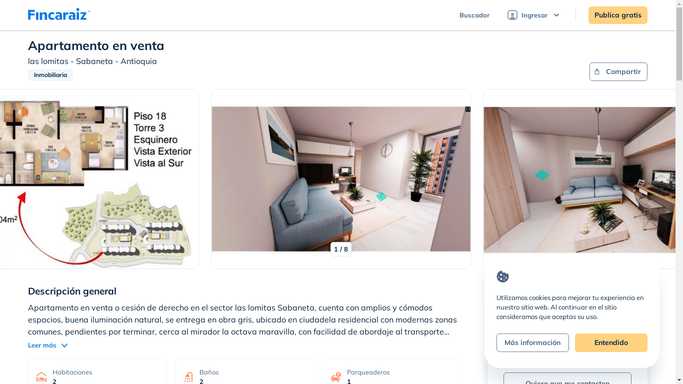 Fincaraiz
Buscador
Ingresar
Publica gratis
Apartamento en venta
las lomitas - Sabaneta - Antioquia
Inmobiliaria
Compartir
Piso 18
Torre 3
Esquinero
Vista Exterior
Vista al Sur
04m²
1 / 8
Descripción general
Apartamento en venta o cesión de derecho en el sector las lomitas Sabaneta, cuenta con amplios y cómodos
espacios, buena iluminación natural, se entrega en obra gris, ubicado en ciudadela residencial con modernas zonas
comunes, pendientes por terminar, cerca al mirador la octava maravilla, con facilidad de abordaje al transporte...
Leer más
Habitaciones
2
Baños
2
Parqueaderos
1
Utilizamos cookies para mejorar tu experiencia en
nuestro sitio web. Al continuar en el sitio
consideramos que aceptas su uso.
Más información
Entendido
Quiero que me contacten